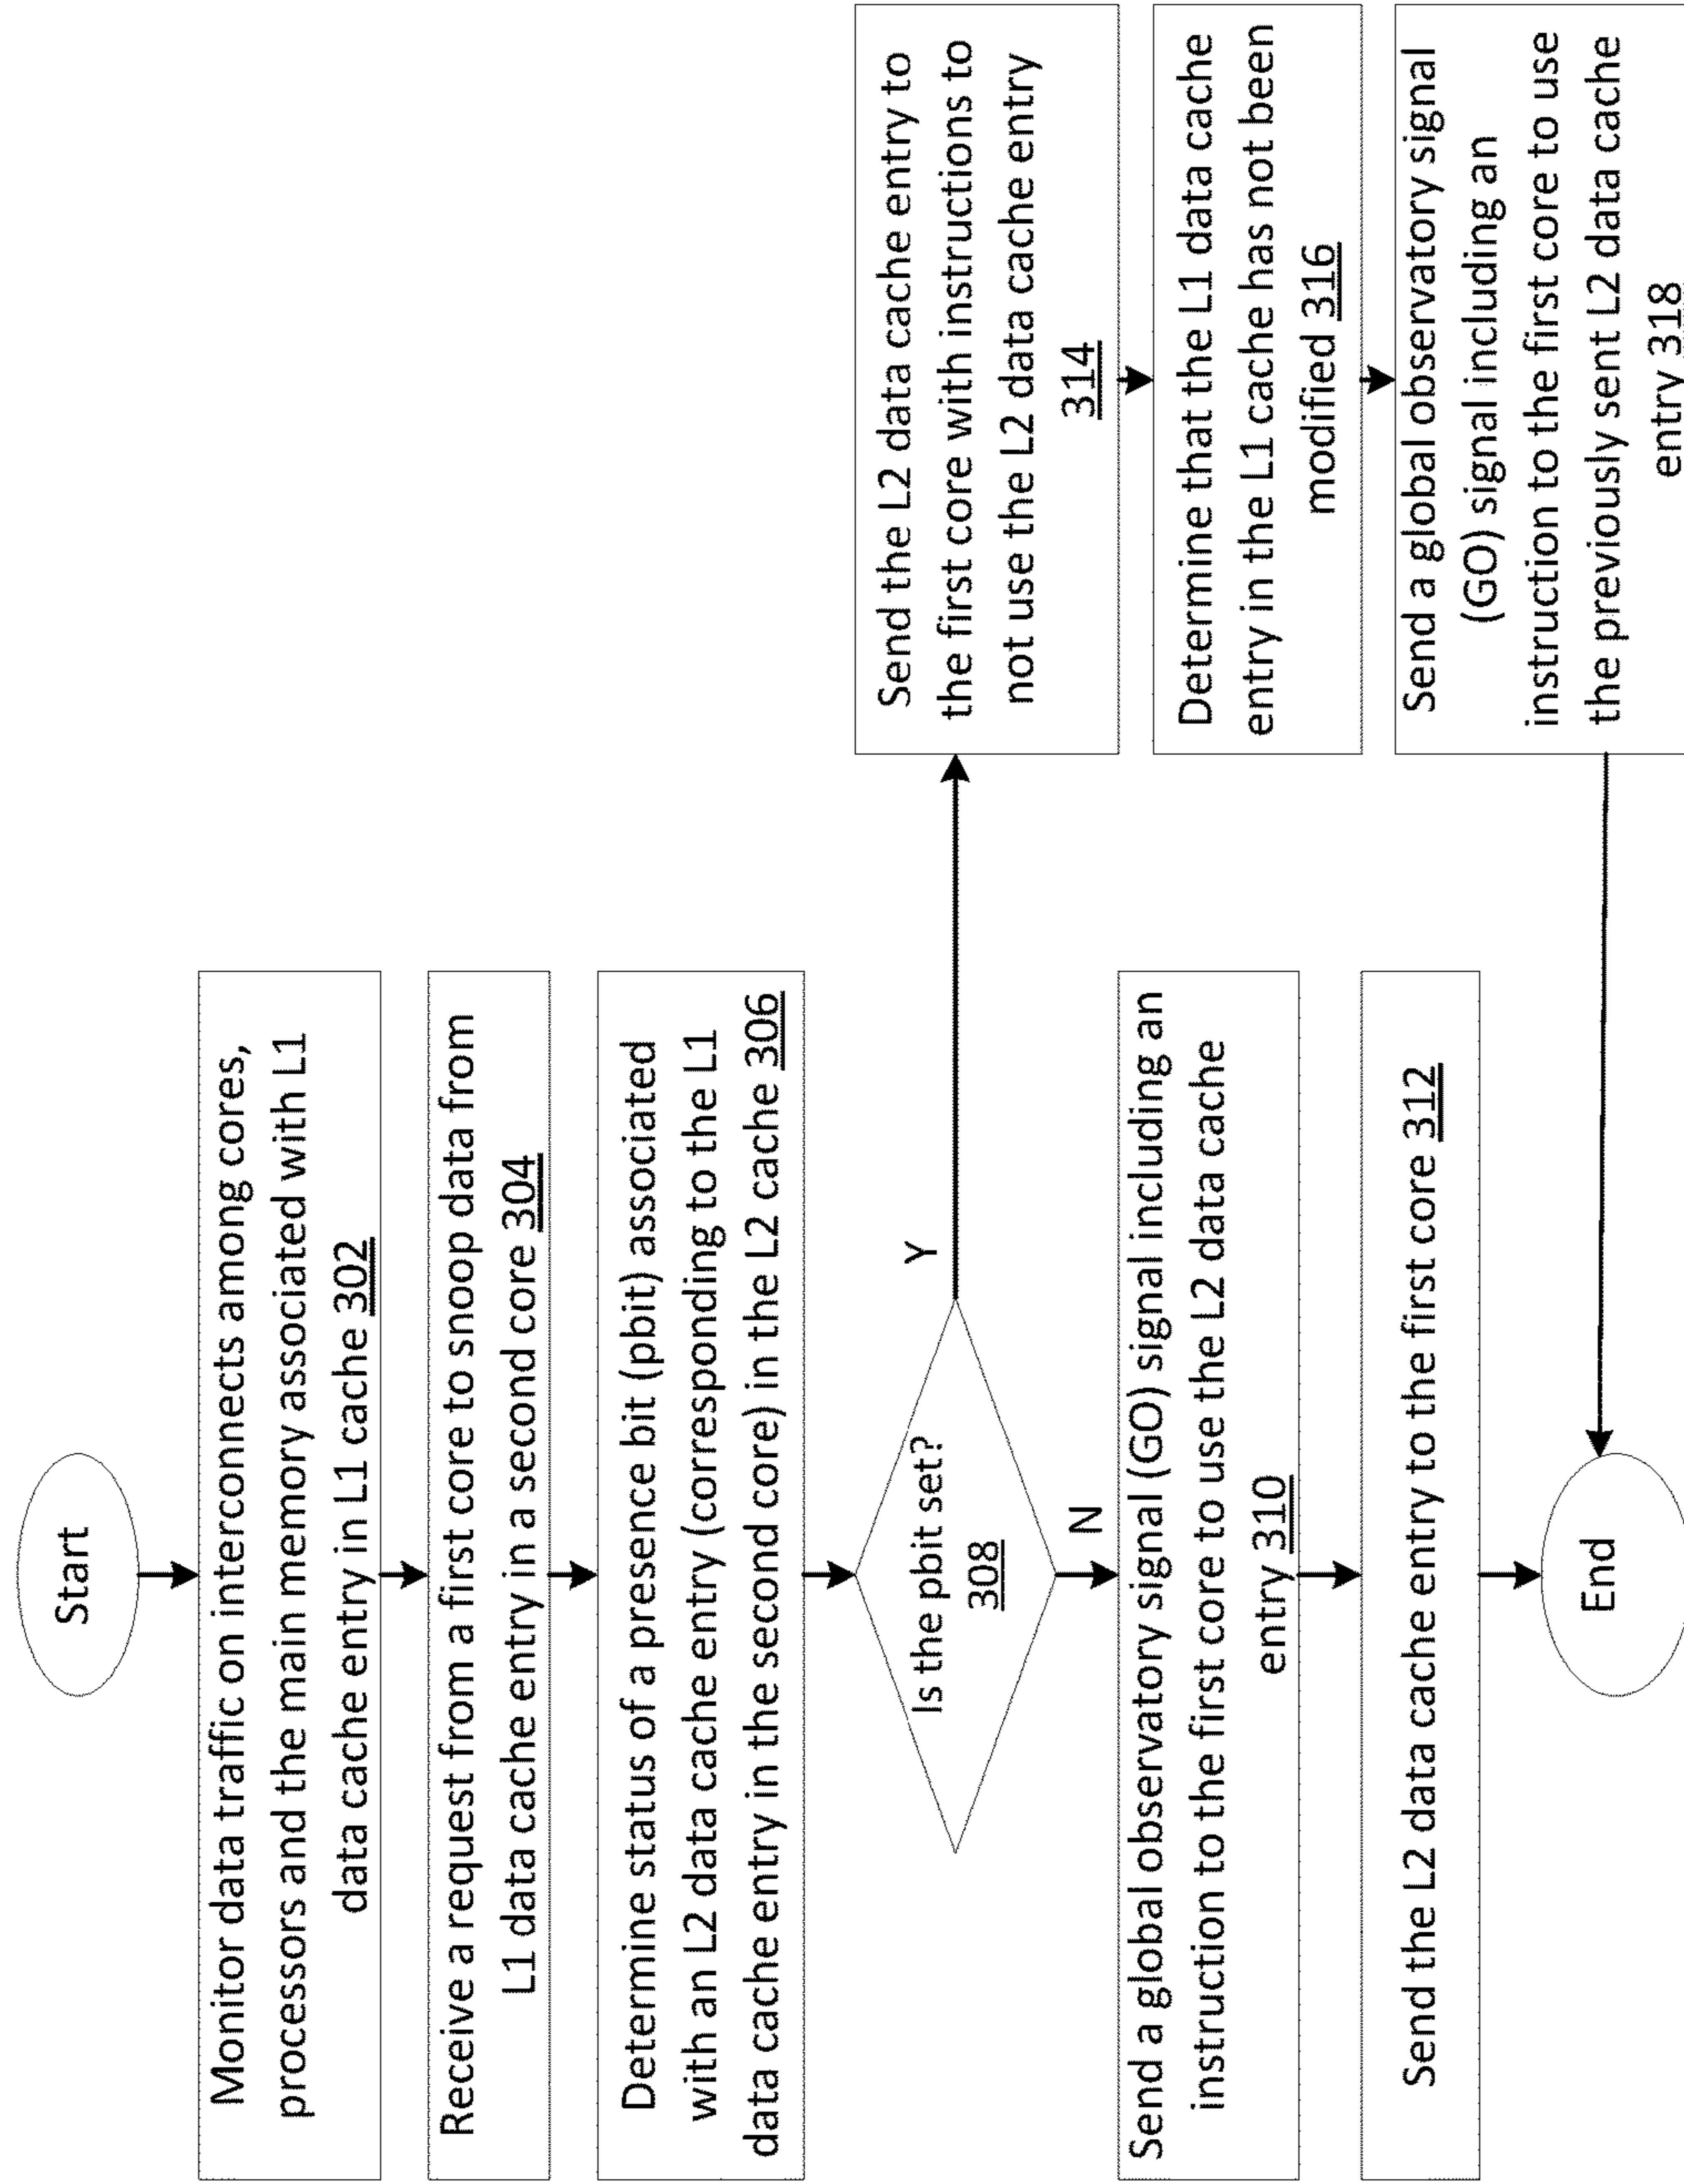 Start
Monitor data traffic on interconnects among cores,
processors and the main memory associated with L1
data cache entry in L1 cache 302
Receive a request from a first core to snoop data from
L1 data cache entry in a second core 304
Determine status of a presence bit (pbit) associated
with an L2 data cache entry (corresponding to the L1
data cache entry in the second core) in the L2 cache 306
Is the pbit set?
308
Y
N
Send a global observatory signal (GO) signal including an
instruction to the first core to use the L2 data cache
entry 310
Send the L2 data cache entry to the first core 312
End
Send the L2 data cache entry to
the first core with instructions to
not use the L2 data cache entry
314
Determine that the L1 data cache
entry in the L1 cache has not been
modified 316
Send a global observatory signal
(GO) signal including an
instruction to the first core to use
the previously sent L2 data cache
entry 318